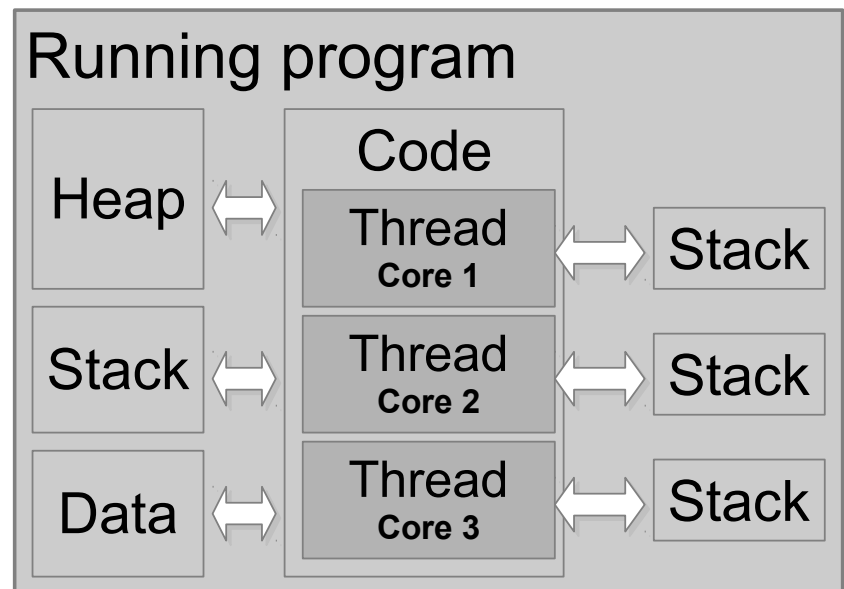 Running program
Heap
Stack
Data
Code
Thread
Core 1
Thread
Core 2
Thread
Core 3
Stack
Stack
Stack